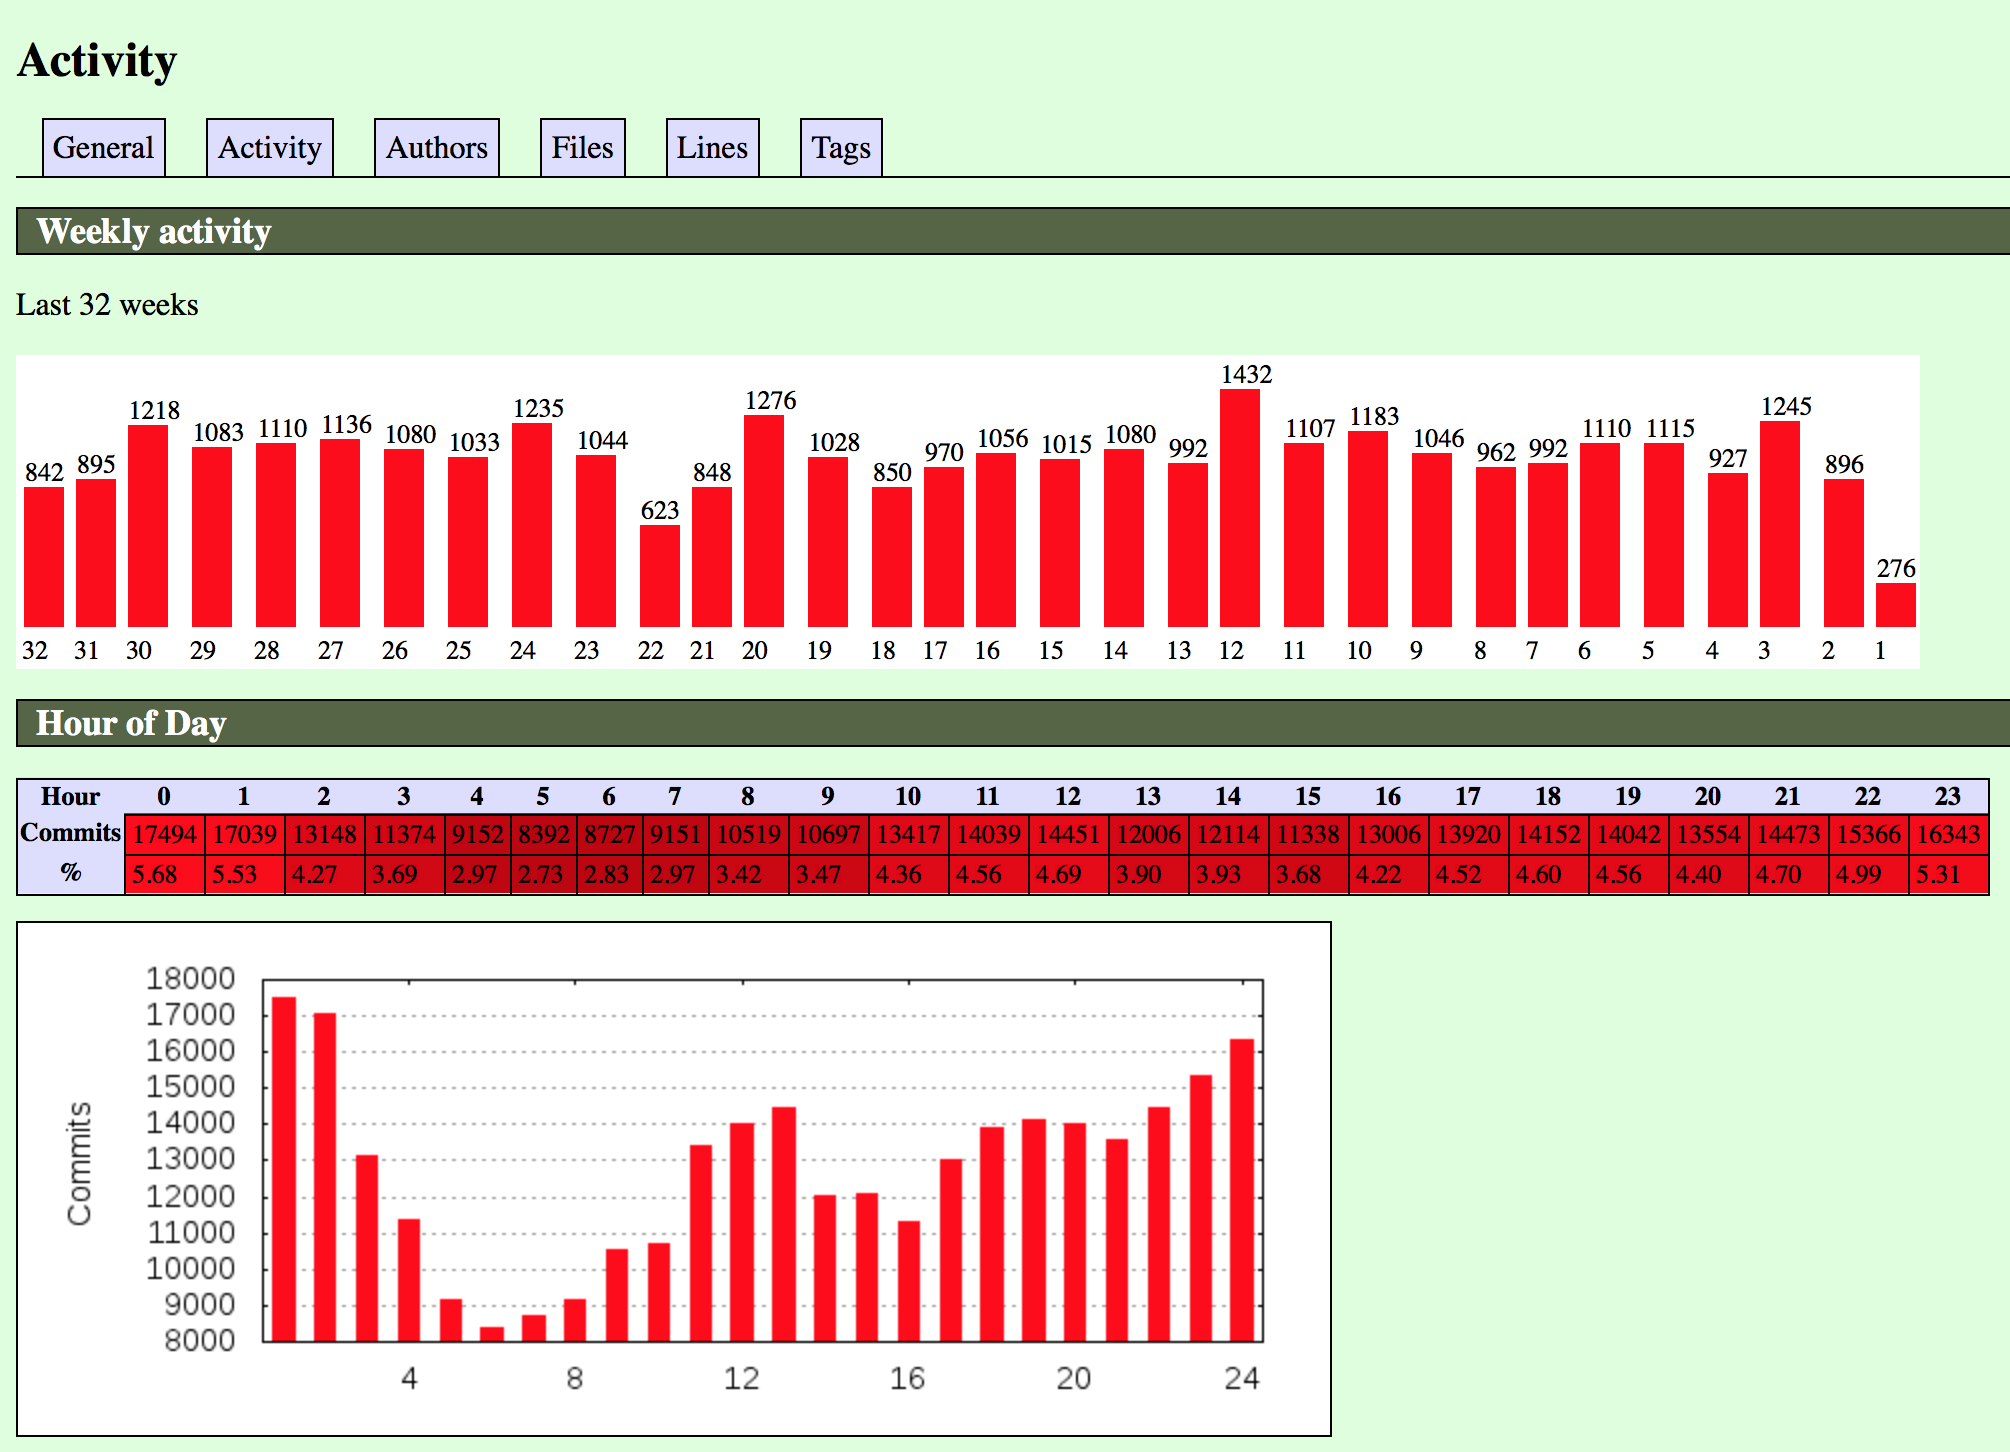 Activity
General Activity Authors Files Lines Tags
Weekly activity
Last 32 weeks
842 895 1218 1083 1110 1136 1080 1033 1235 1044 623 848 1276 1028 850 970 1056 1015 1080 992 1432 1107 1183 1046 962 992 1110 1115 927 1245 896 276
32 31 30 29 28 27 26 25 24 23 22 21 20 19 18 17 16 15 14 13 12 11 10 9 8 7 6 5 4 3 2 1
Hour of Day
Hour 0 1 2 3 4 5 6 7 8 9 10 11 12 13 14 15 16 17 18 19 20 21 22 23
Commits 17494 17039 13148 11374 9152 8392 8727 9151 10519 10697 13417 14039 14451 12006 12114 11338 13006 13920 14152 14042 13554 14473 15366 16343
% 5.68 5.53 4.27 3.69 2.97 2.73 2.83 2.97 3.42 3.47 4.36 4.56 4.69 3.90 3.93 3.68 4.22 4.52 4.60 4.56 4.40 4.70 4.99 5.31
Commits
18000
17000
16000
15000
14000
13000
12000
11000
10000
9000
8000
4 8 12 16 20 24